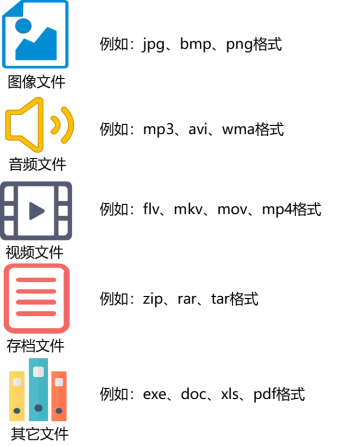 例如：jpg、bmp、png格式
图像文件
例如：mp3、avi、wma格式
音频文件
例如：flv、mkv、mov、mp4格式
视频文件
例如：zip、rar、tar格式
存档文件
例如：exe、doc、xls、pdf格式
其它文件